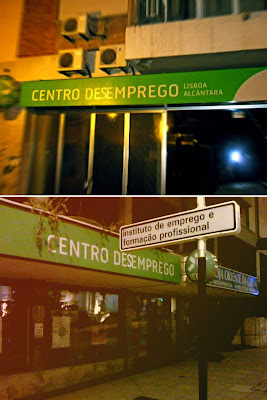 CENTRO DESEMPREGO LISBOA
ALCÂNTARA
instituto de emprego e
formação profissional
CENTRO DESEMPREGO